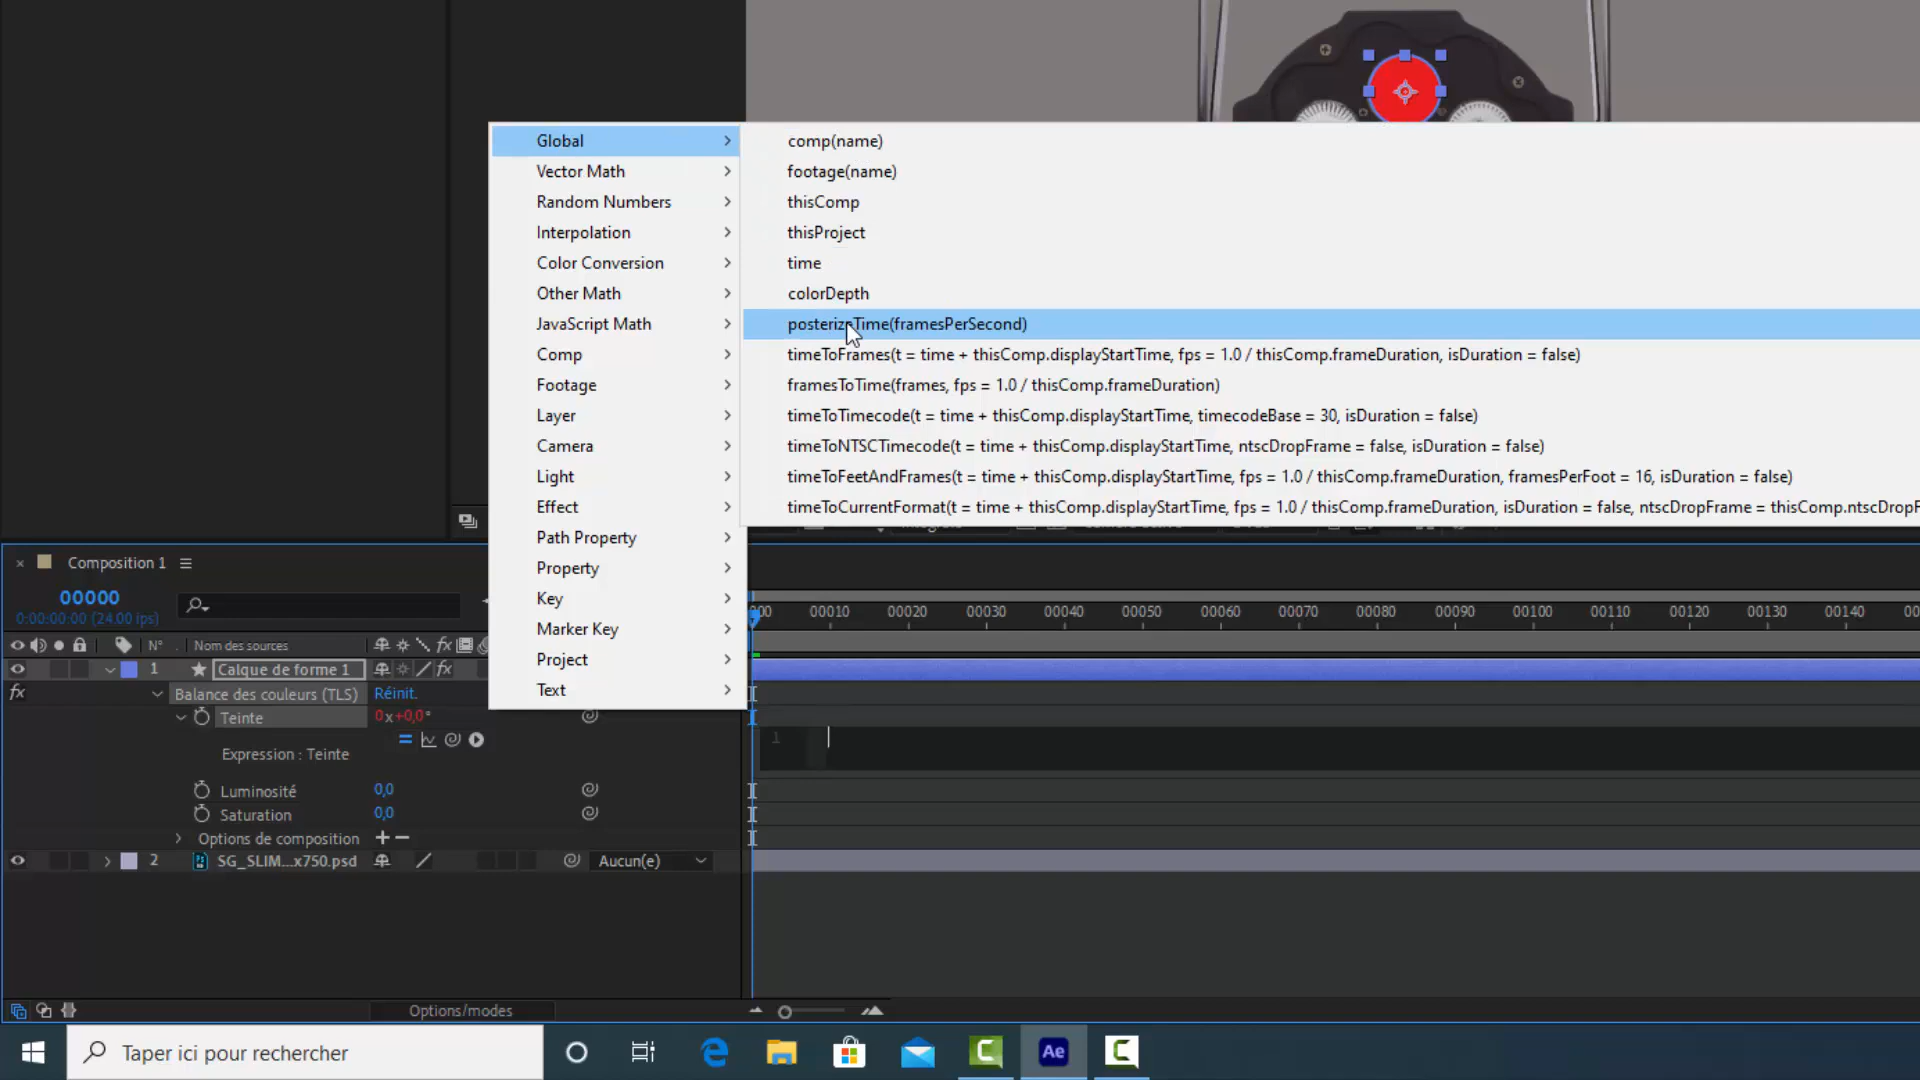 Global
Vector Math
Random Numbers
Interpolation
Color Conversion
Other Math
JavaScript Math
Comp
Footage
Layer
Camera
Light
Effect
Path Property
Property
Key
Marker Key
Project
Text
comp(name)
footage(name)
thisComp
thisProject
time
colorDepth
posterizeTime(framesPerSecond)
timeToFrames(t = time + thisComp.displayStartTime, fps = 1.0 / thisComp.frameDuration, isDuration = false)
framesToTime(frames, fps = 1.0 / thisComp.frameDuration)
timeToTimecode(t = time + thisComp.displayStartTime, timecodeBase = 30, isDuration = false)
timeToNTSCTimecode(t = time + thisComp.displayStartTime, ntscDropFrame = false, isDuration = false)
timeToFeetAndFrames(t = time + thisComp.displayStartTime, fps = 1.0 / thisComp.frameDuration, framesPerFoot = 16, isDuration = false)
timeToCurrentFormat(t = time + thisComp.displayStartTime, fps = 1.0 / thisComp.frameDuration, isDuration = false, ntscDropFrame = thisComp.ntscDropF
Composition 1
00000
0:00:00:00 (24.00 ips)
000 00010 00020 00030 00040 00050 00060 00070 00080 00090 00100 00110 00120 00130 00140
N° . Nom des sources fx
1 Calque de forme 1 fx
fx Balance des couleurs (TLS) Réinit.
Teinte 0x+0,0°
Expression : Teinte
1
Luminosité 0,0
Saturation 0,0
Options de composition
2 SG_SLIM...x750.psd Aucun(e)
Options/modes
Taper ici pour rechercher
Ae